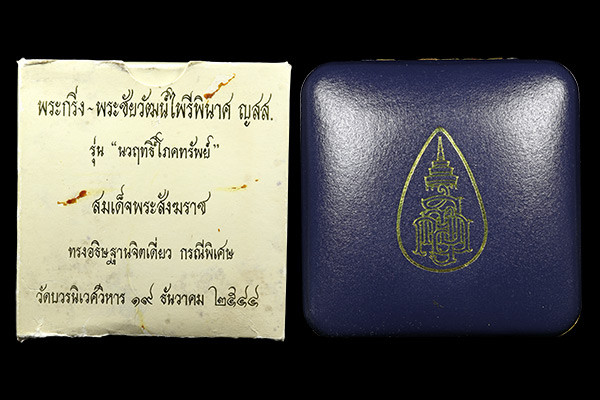 พระกริ่ง~พระชัยวัฒน์ไพรีพินาศ ญสส.
รุ่น "นวฤทธิ์โภคทรัพย์"
สมเด็จพระสังฆราช
ทรงอธิษฐานจิตเดี่ยว กรณีพิเศษ
วัดบวรนิเวศวิหาร ๑๙ ธันวาคม ๒๕๔๔